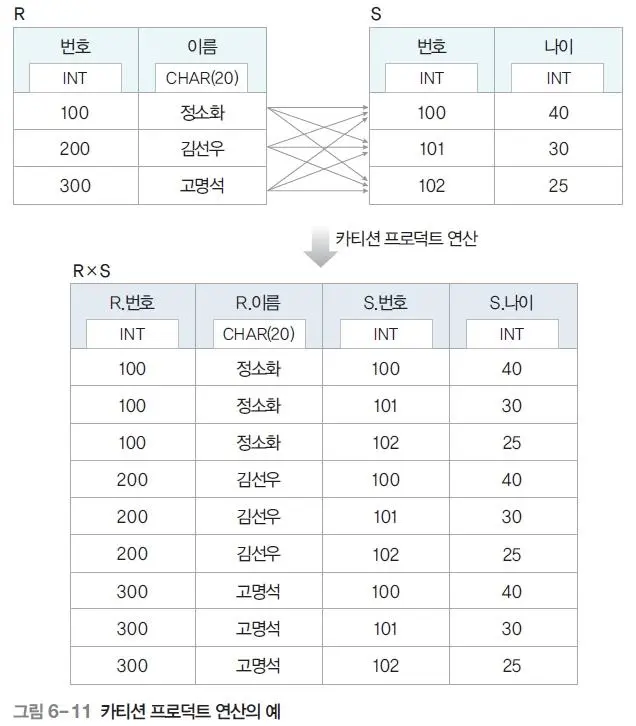 R
S
번호 이름
번호 나이
INT CHAR(20)
INT INT
100 정소화
100 40
200 김선우
101 30
300 고명석
102 25
카티션 프로덕트 연산
R×S
R.번호 R.이름 S.번호 S.나이
INT CHAR(20) INT INT
100 정소화 100 40
100 정소화 101 30
100 정소화 102 25
200 김선우 100 40
200 김선우 101 30
200 김선우 102 25
300 고명석 100 40
300 고명석 101 30
300 고명석 102 25
그림 6-11 카티션 프로덕트 연산의 예